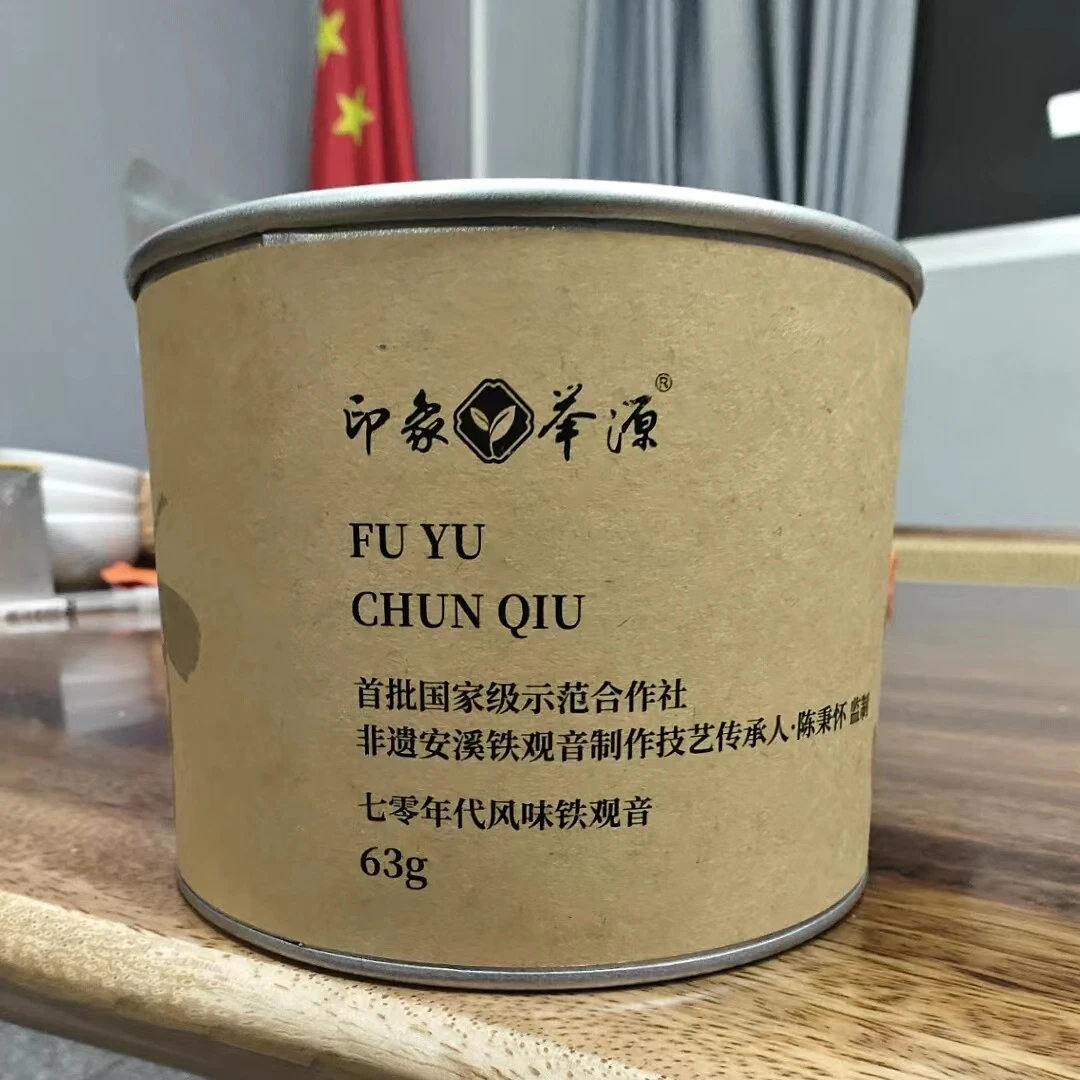 印象举源®
FU YU
CHUN QIU
首批国家级示范合作社
非遗安溪铁观音制作技艺传承人·陈秉怀 监制
七零年代风味铁观音
63g